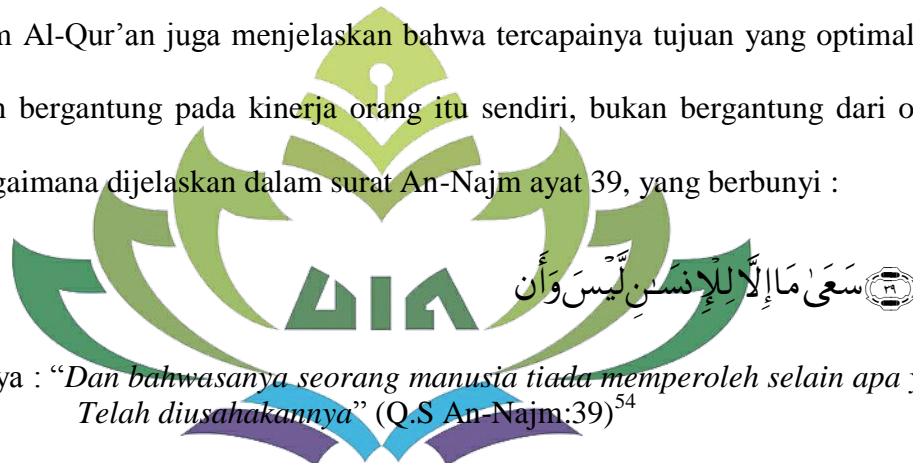 m Al-Qur’an juga menjelaskan bahwa tercapainya tujuan yang optimal
n bergantung pada kinerja orang itu sendiri, bukan bergantung dari o
gaimana dijelaskan dalam surat An-Najm ayat 39, yang berbunyi :
۝٣٩ سَعَىٰ مَاإِلَّا لِلْإِنسَـٰنِ لَّيْسَ وَأَن
UIN
ya : “Dan bahwasanya seorang manusia tiada memperoleh selain apa y
Telah diusahakannya” (Q.S An-Najm:39)54